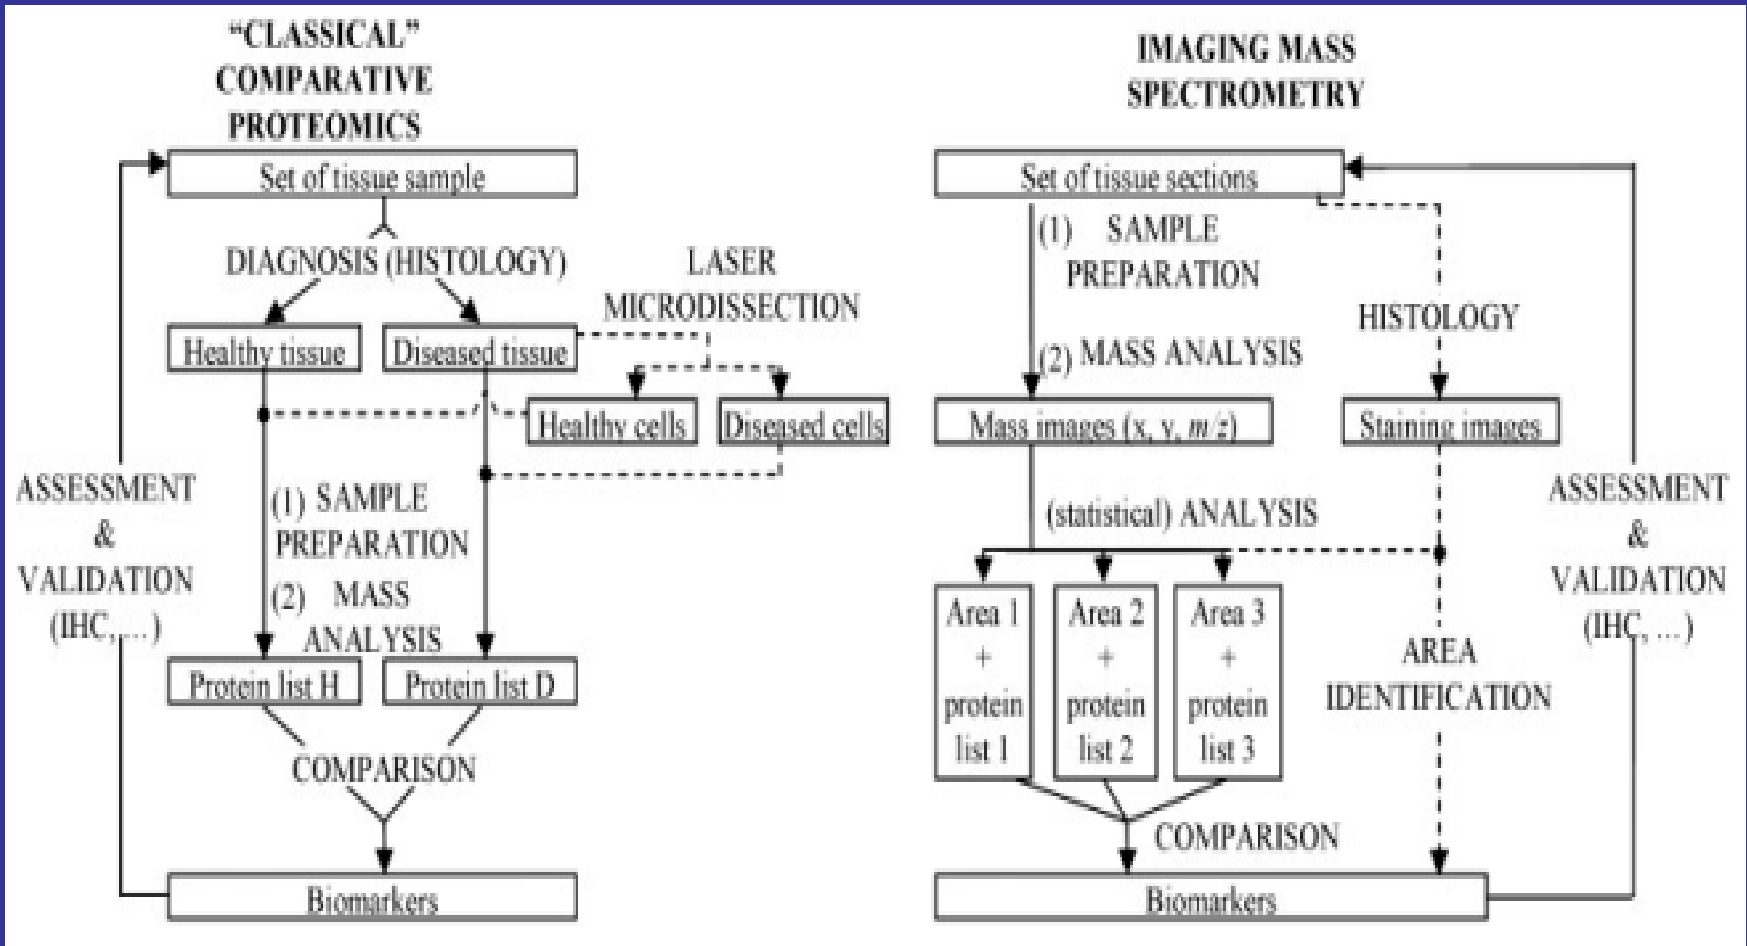 “CLASSICAL”
COMPARATIVE
PROTEOMICS
Set of tissue sample
DIAGNOSIS (HISTOLOGY)
LASER
MICRODISSECTION
Healthy tissue
Diseased tissue
Healthy cells
Diseased cells
ASSESSMENT
&
VALIDATION
(IHC, ...)
(1) SAMPLE
PREPARATION
(2) MASS
ANALYSIS
Protein list H
Protein list D
COMPARISON
Biomarkers
IMAGING MASS
SPECTROMETRY
Set of tissue sections
(1) SAMPLE
PREPARATION
HISTOLOGY
(2) MASS ANALYSIS
Mass images (x, y, m/z)
Staining images
(statistical) ANALYSIS
Area 1
+
protein
list 1
Area 2
+
protein
list 2
Area 3
+
protein
list 3
AREA
IDENTIFICATION
ASSESSMENT
&
VALIDATION
(IHC, ...)
COMPARISON
Biomarkers